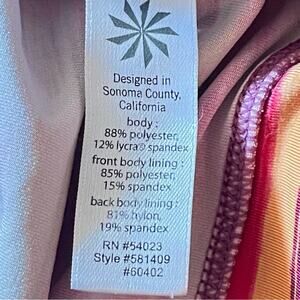 Designed in
Sonoma County,
California
body :
88% polyester,
12% lycra® spandex
front body lining :
85% polyester,
15% spandex
back body lining :
81% nylon,
19% spandex
RN #54023
Style #581409
#60402